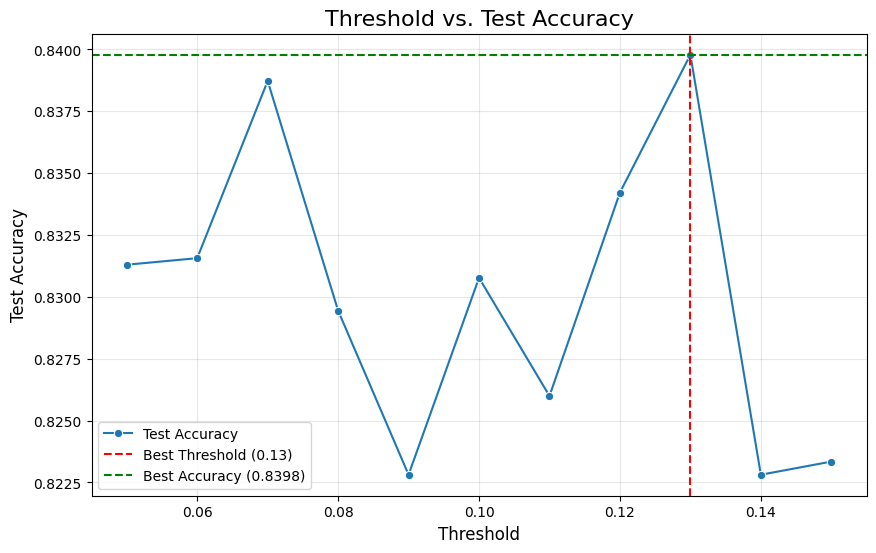 Threshold vs. Test Accuracy
0.8400
0.8375
0.8350
0.8325
0.8300
0.8275
0.8250
0.8225
Test Accuracy
Test Accuracy
Best Threshold (0.13)
Best Accuracy (0.8398)
0.06 0.08 0.10 0.12 0.14
Threshold